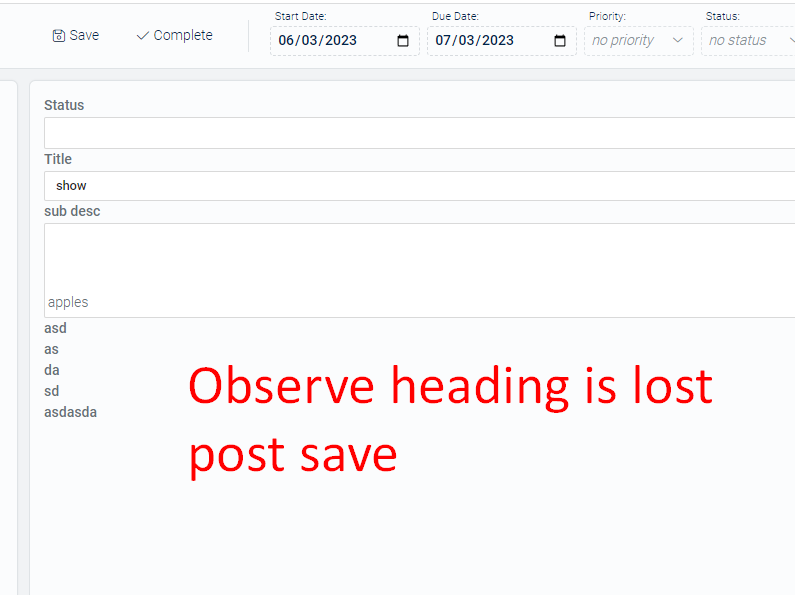 Start Date: Due Date: Priority: Status:
Save Complete 06/03/2023 07/03/2023 no priority no status
Status
Title
show
sub desc
apples
asd
as
da
sd
asdasda
Observe heading is lost
post save